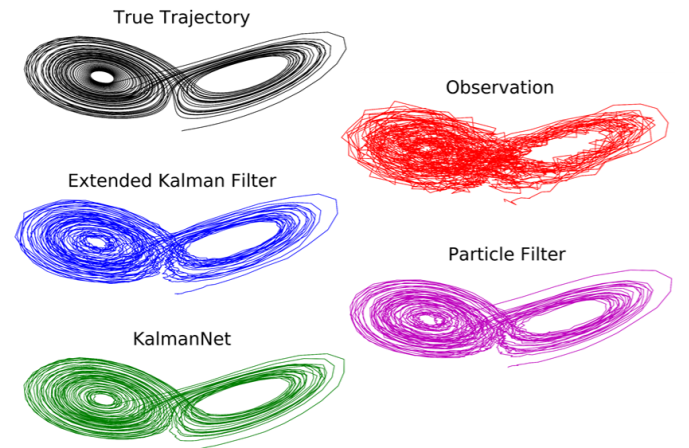 True Trajectory
Observation
Extended Kalman Filter
Particle Filter
KalmanNet